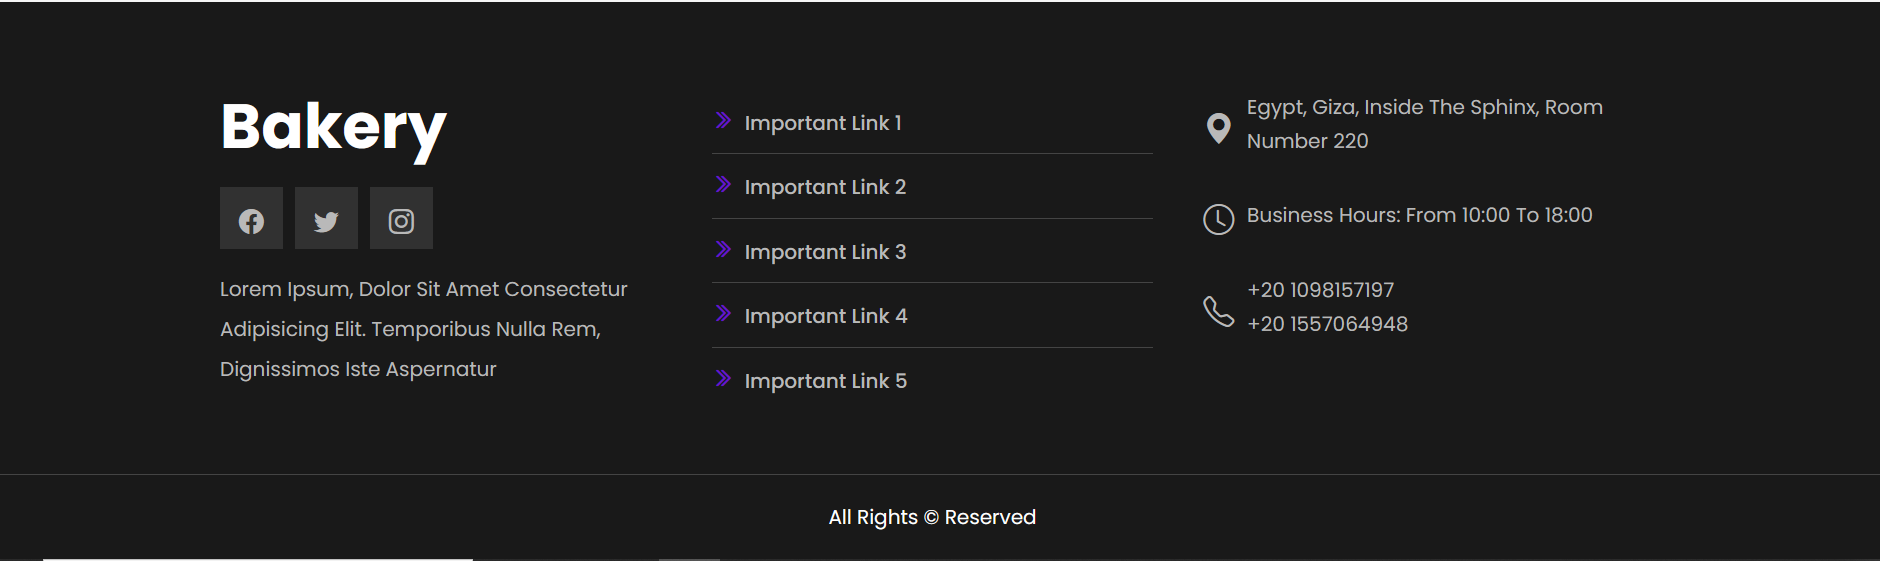 Bakery
Lorem Ipsum, Dolor Sit Amet Consectetur
Adipisicing Elit. Temporibus Nulla Rem,
Dignissimos Iste Aspernatur
Important Link 1
Important Link 2
Important Link 3
Important Link 4
Important Link 5
Egypt, Giza, Inside The Sphinx, Room
Number 220
Business Hours: From 10:00 To 18:00
+20 1098157197
+20 1557064948
All Rights © Reserved